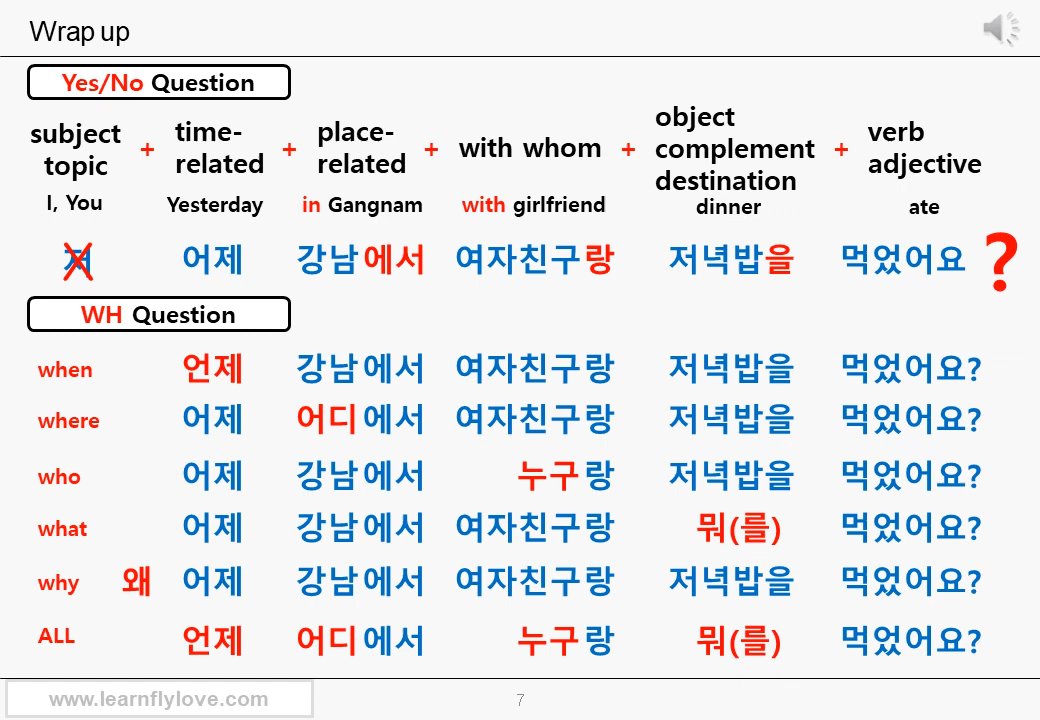 Wrap up
Yes/No Question
subject topic + time-related + place-related + with whom + object complement destination + verb adjective
I, You Yesterday in Gangnam with girlfriend dinner ate
저 어제 강남에서 여자친구랑 저녁밥을 먹었어요 ?
WH Question
when 언제 강남에서 여자친구랑 저녁밥을 먹었어요?
where 어제 어디에서 여자친구랑 저녁밥을 먹었어요?
who 어제 강남에서 누구랑 저녁밥을 먹었어요?
what 어제 강남에서 여자친구랑 뭐(를) 먹었어요?
why 왜 어제 강남에서 여자친구랑 저녁밥을 먹었어요?
ALL 언제 어디에서 누구랑 뭐(를) 먹었어요?
www.learnflylove.com 7